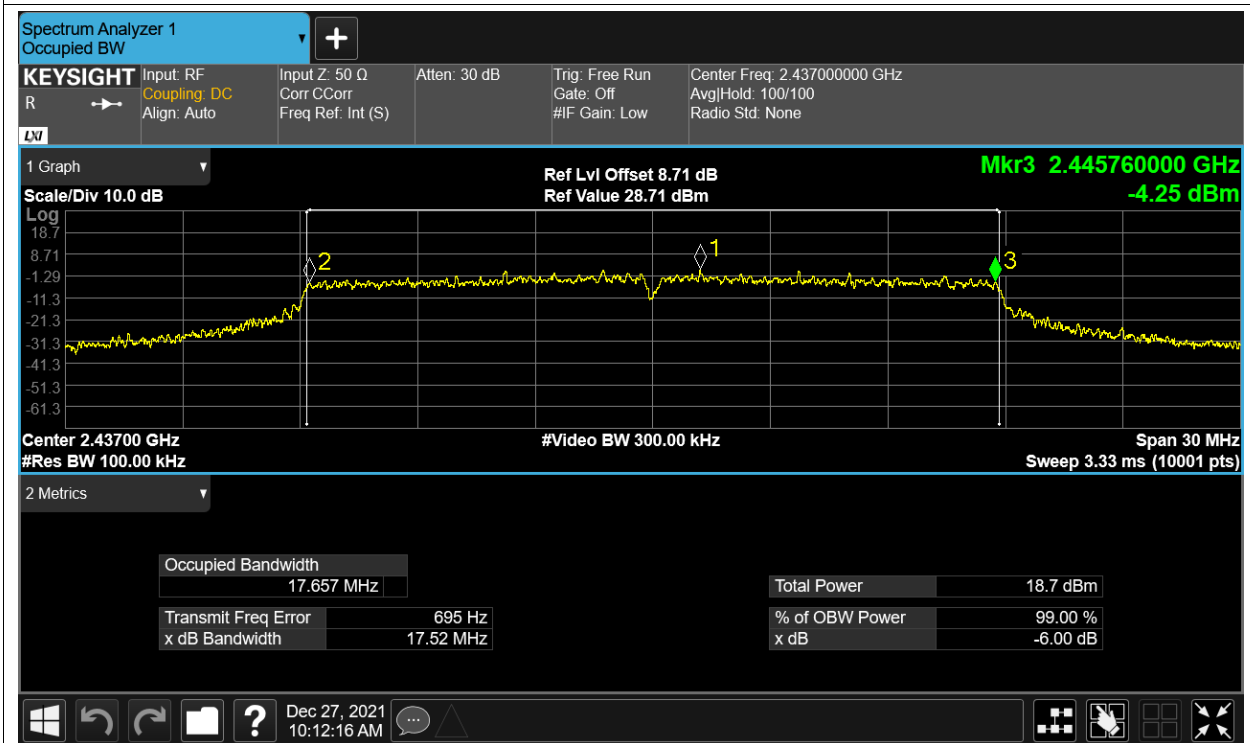 Spectrum Analyzer 1
Occupied BW
KEYSIGHT
R
LXI
Input: RF
Coupling: DC
Align: Auto
Input Z: 50 Ω
Corr CCorr
Freq Ref: Int (S)
Atten: 30 dB
Trig: Free Run
Gate: Off
#IF Gain: Low
Center Freq: 2.437000000 GHz
Avg|Hold: 100/100
Radio Std: None
1 Graph
Scale/Div 10.0 dB
Ref Lvl Offset 8.71 dB
Ref Value 28.71 dBm
Mkr3 2.445760000 GHz
-4.25 dBm
Log
18.7
8.71
-1.29
-11.3
-21.3
-31.3
-41.3
-51.3
-61.3
2
1
3
Center 2.43700 GHz
#Video BW 300.00 kHz
Span 30 MHz
#Res BW 100.00 kHz
Sweep 3.33 ms (10001 pts)
2 Metrics
Occupied Bandwidth
17.657 MHz
Total Power 18.7 dBm
Transmit Freq Error 695 Hz
% of OBW Power 99.00 %
x dB Bandwidth 17.52 MHz
x dB -6.00 dB
?
Dec 27, 2021
10:12:16 AM